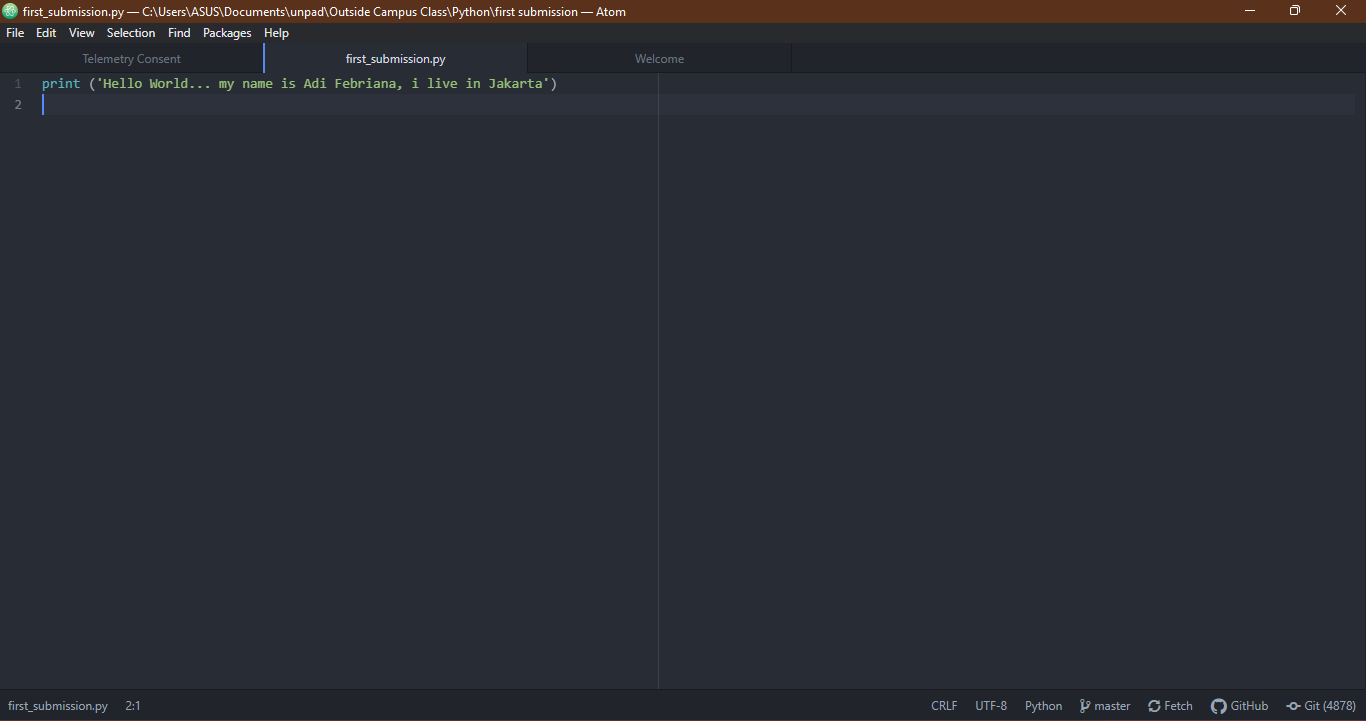 first_submission.py — C:\Users\ASUS\Documents\unpad\Outside Campus Class\Python\first submission — Atom
File Edit View Selection Find Packages Help
Telemetry Consent first_submission.py Welcome
1 print ('Hello World... my name is Adi Febriana, i live in Jakarta')
2
first_submission.py 2:1 CRLF UTF-8 Python master Fetch GitHub Git (4878)